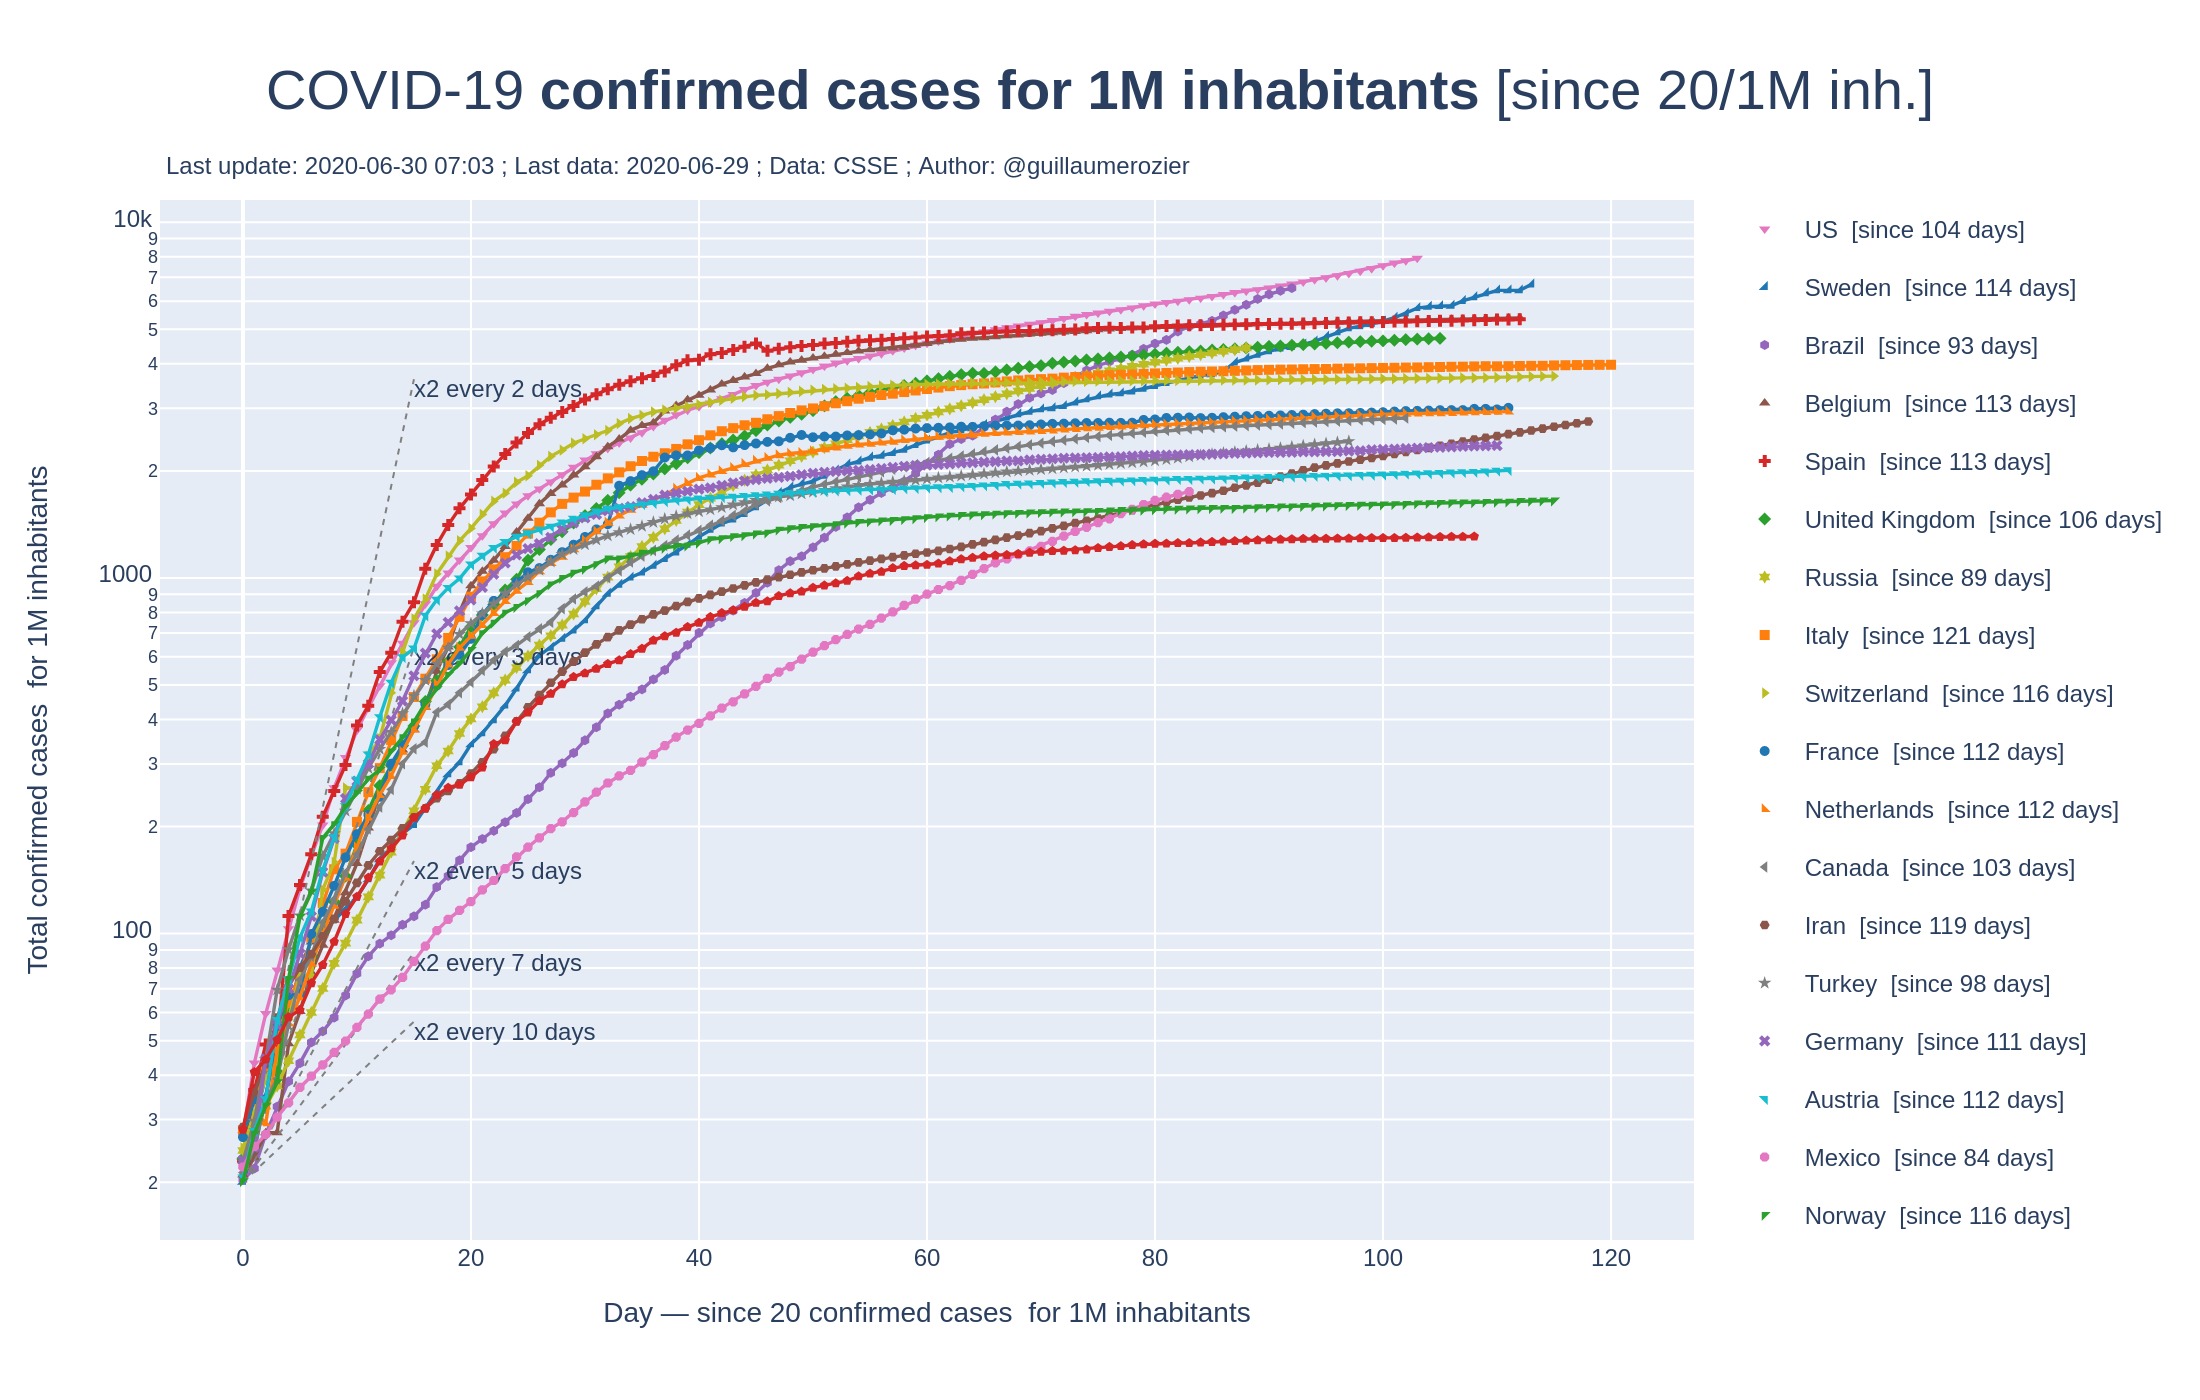 COVID-19 confirmed cases for 1M inhabitants [since 20/1M inh.]
Last update: 2020-06-30 07:03 ; Last data: 2020-06-29 ; Data: CSSE ; Author: @guillaumerozier
Total confirmed cases  for 1M inhabitants
10k
9
8
7
6
5
4
3
2
1000
9
8
7
6
5
4
3
2
100
9
8
7
6
5
4
3
2
x2 every 2 days
x2 every 3 days
x2 every 5 days
x2 every 7 days
x2 every 10 days
0 20 40 60 80 100 120
Day — since 20 confirmed cases  for 1M inhabitants
US  [since 104 days]
Sweden  [since 114 days]
Brazil  [since 93 days]
Belgium  [since 113 days]
Spain  [since 113 days]
United Kingdom  [since 106 days]
Russia  [since 89 days]
Italy  [since 121 days]
Switzerland  [since 116 days]
France  [since 112 days]
Netherlands  [since 112 days]
Canada  [since 103 days]
Iran  [since 119 days]
Turkey  [since 98 days]
Germany  [since 111 days]
Austria  [since 112 days]
Mexico  [since 84 days]
Norway  [since 116 days]